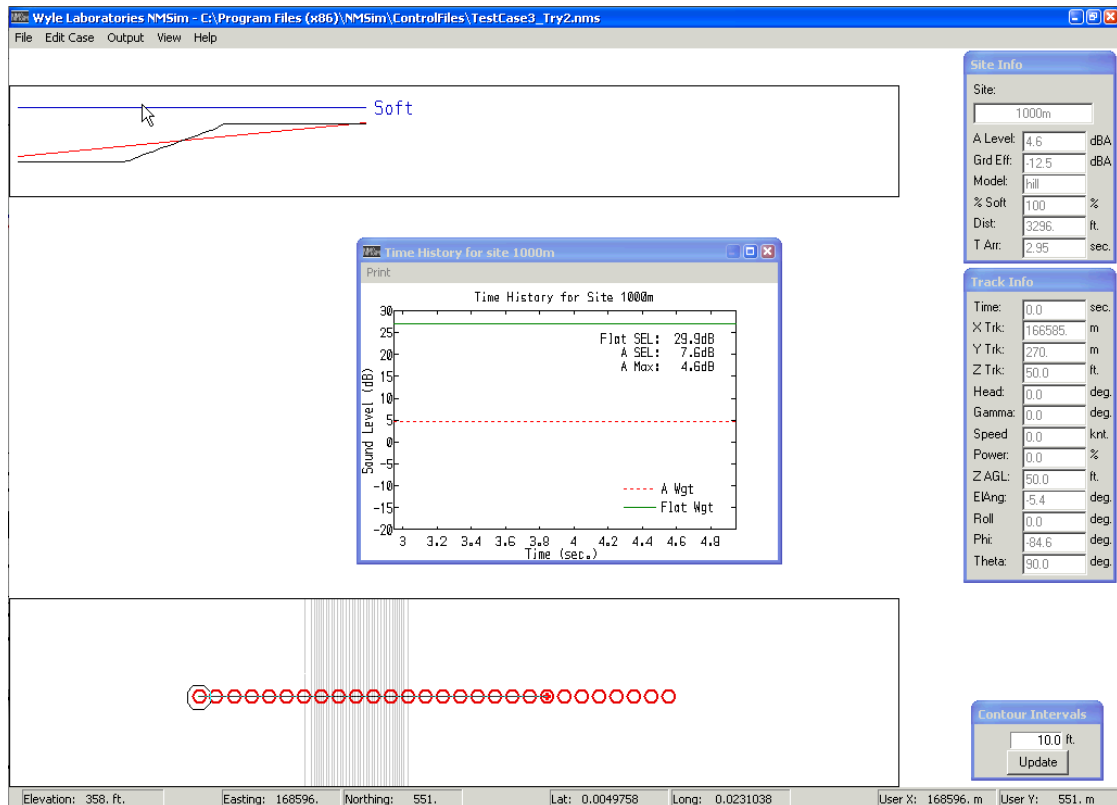 Wyle Laboratories NMSim - C:\Program Files (x86)\NMSim\ControlFiles\TestCase3_Try2.nms
File Edit Case Output View Help
Soft
Site Info
Site:
1000m
A Level: 4.6 dBA
Grd Eff: -12.5 dBA
Model: hill
% Soft 100 %
Dist: 3296. ft.
T Arr: 2.95 sec.
Time History for site 1000m
Print
Time History for Site 1000m
Flat SEL: 29.9dB
A SEL: 7.6dB
A Max: 4.6dB
Sound Level (dB)
30
25
20
15
10
5
0
-5
-10
-15
-20
A Wgt
Flat Wgt
3 3.2 3.4 3.6 3.8 4 4.2 4.4 4.6 4.8
Time (sec.)
Track Info
Time: 0.0 sec.
X Trk: 166585. m
Y Trk: 270. m
Z Trk: 50.0 ft.
Head: 0.0 deg.
Gamma: 0.0 deg.
Speed 0.0 knt.
Power: 0.0 %
Z AGL: 50.0 ft.
ElAng: -5.4 deg.
Roll 0.0 deg.
Phi: -84.6 deg.
Theta: 90.0 deg.
Contour Intervals
10.0 ft.
Update
Elevation: 358. ft. Easting: 168596. Northing: 551. Lat: 0.0049758 Long: 0.0231038 User X: 168596. m User Y: 551. m